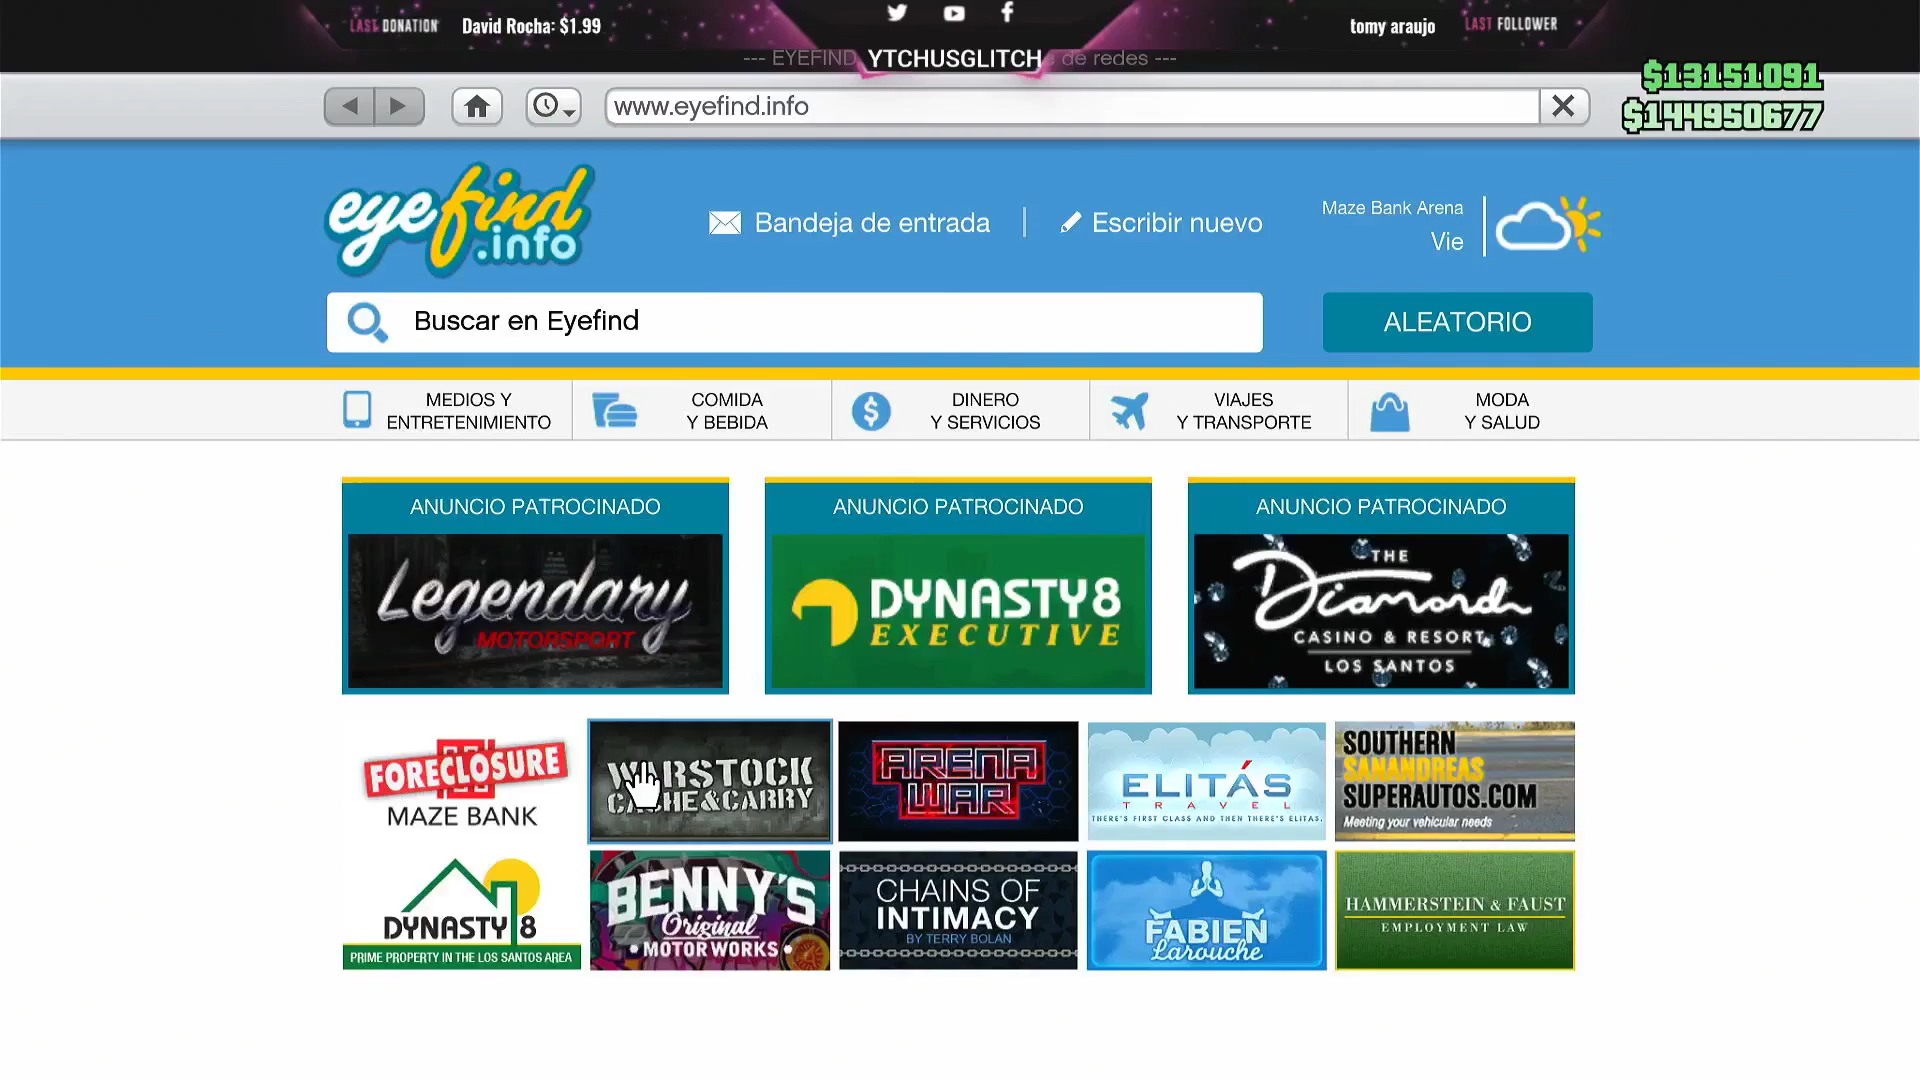 LAST DONATION David Rocha: $1.99
tomy araujo LAST FOLLOWER
--- EYEFIND YTCHUSGLITCH de redes ---
$13151091
www.eyefind.info
$144950677
eyefind.info
Bandeja de entrada
Escribir nuevo
Maze Bank Arena
Vie
Buscar en Eyefind
ALEATORIO
MEDIOS Y
ENTRETENIMIENTO
COMIDA
Y BEBIDA
DINERO
Y SERVICIOS
VIAJES
Y TRANSPORTE
MODA
Y SALUD
ANUNCIO PATROCINADO
Legendary
MOTORSPORT
ANUNCIO PATROCINADO
DYNASTY8
EXECUTIVE
ANUNCIO PATROCINADO
THE
Diamond
CASINO & RESORT
LOS SANTOS
FORECLOSURE
MAZE BANK
WARSTOCK
CACHE&CARRY
ARENA
WAR
ELITÁS
TRAVEL
THERE'S FIRST CLASS AND THEN THERE'S ELITAS.
SOUTHERN
SANANDREAS
SUPERAUTOS.COM
Meeting your vehicular needs
DYNASTY 8
PRIME PROPERTY IN THE LOS SANTOS AREA
BENNY'S
Original
MOTOR WORKS
CHAINS OF
INTIMACY
BY TERRY BOLAN
FABIEN
Larouche
HAMMERSTEIN & FAUST
EMPLOYMENT LAW